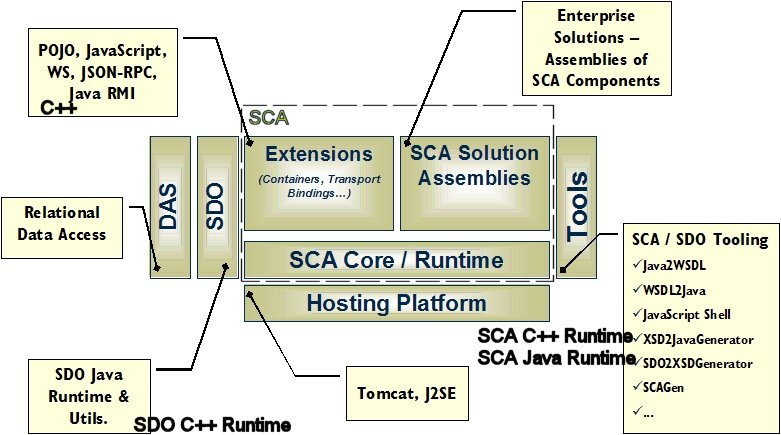 POJO, JavaScript,
WS, JSON-RPC,
Java RMI
C++
Enterprise
Solutions –
Assemblies of
SCA Components
SCA
DAS
SDO
Extensions
(Containers, Transport
Bindings…)
SCA Solution
Assemblies
Tools
Relational
Data Access
SCA Core / Runtime
Hosting Platform
SCA / SDO Tooling
✓Java2WSDL
✓WSDL2Java
✓JavaScript Shell
✓XSD2JavaGenerator
✓SDO2XSDGenerator
✓SCAGen
✓...
SCA C++ Runtime
SCA Java Runtime
SDO Java
Runtime &
Utils.
SDO C++ Runtime
Tomcat, J2SE